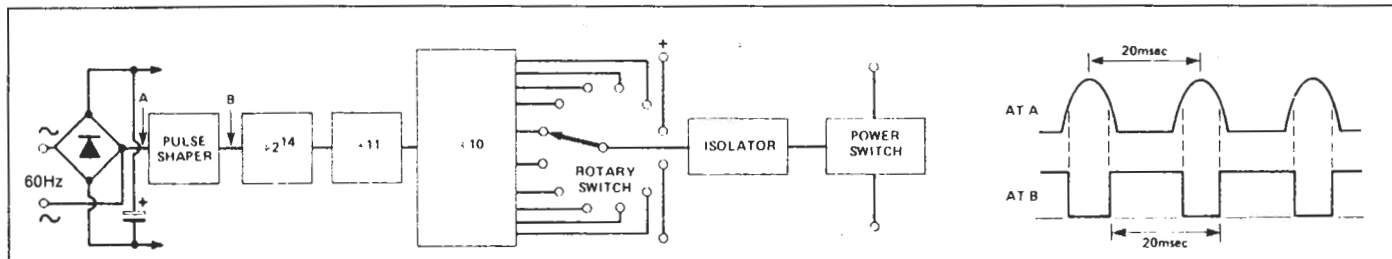 A
B
PULSE
SHAPER
÷2¹⁴
÷11
÷10
60Hz
+
+
ROTARY
SWITCH
ISOLATOR
POWER
SWITCH
20msec
AT A
AT B
20msec